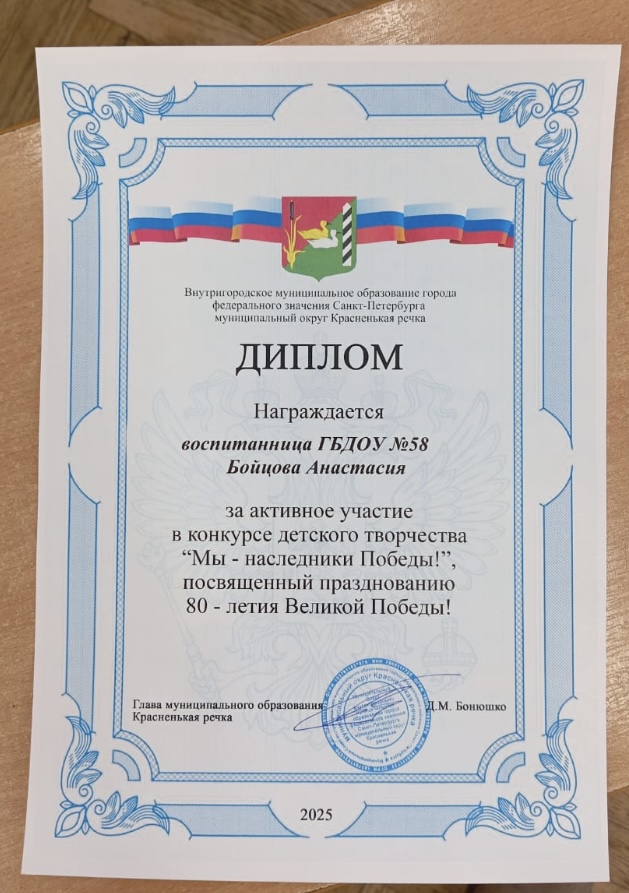 Внутригородское муниципальное образование города
федерального значения Санкт-Петербурга
муниципальный округ Красненькая речка
ДИПЛОМ
Награждается
воспитанница ГБДОУ №58
Бойцова Анастасия
за активное участие
в конкурсе детского творчества
“Мы - наследники Победы!”,
посвященный празднованию
80 - летия Великой Победы!
Глава муниципального образования
Красненькая речка
Д.М. Бонюшко
2025